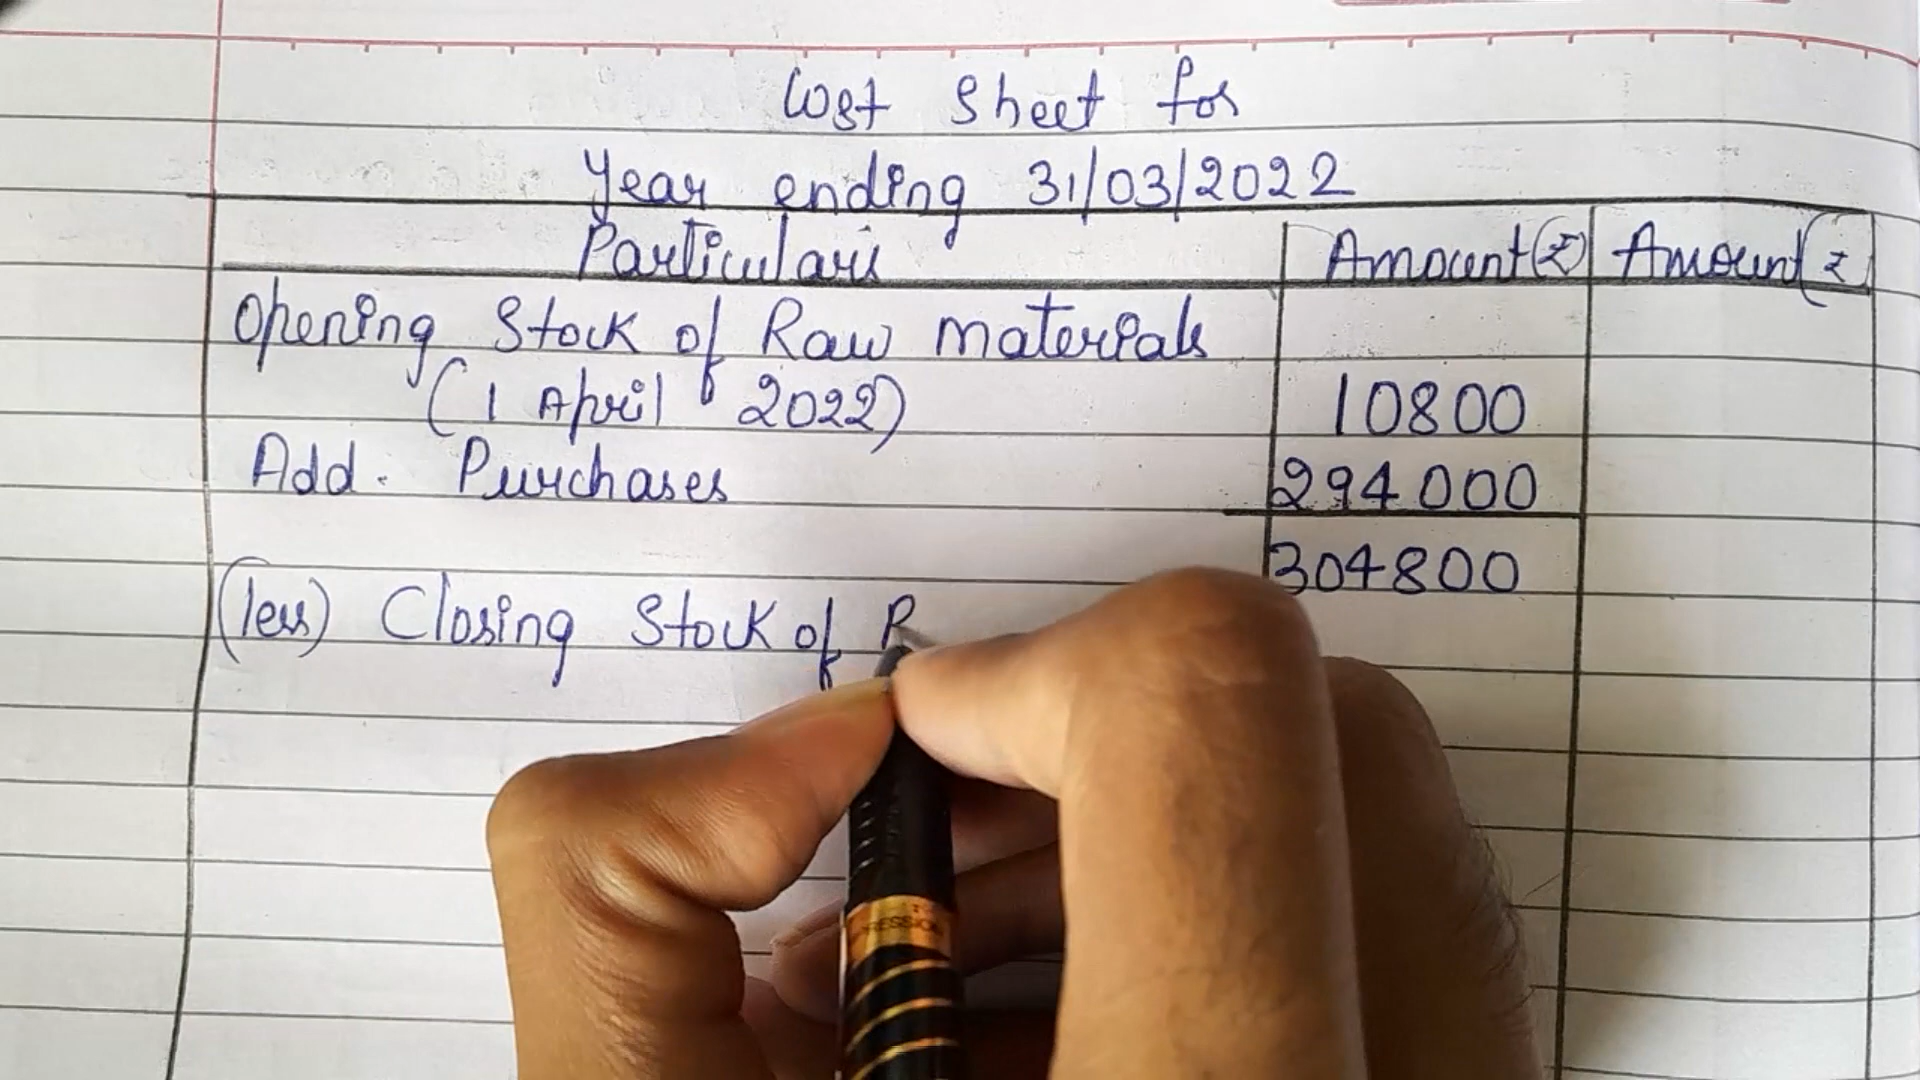 Cost Sheet for
Year ending 31/03/2022
Particulars Amount(₹) Amount(₹
Opening Stock of Raw materials
(1 April 2022) 10800
Add. Purchases 294000
304800
(less) Closing Stock of R
PRESSION